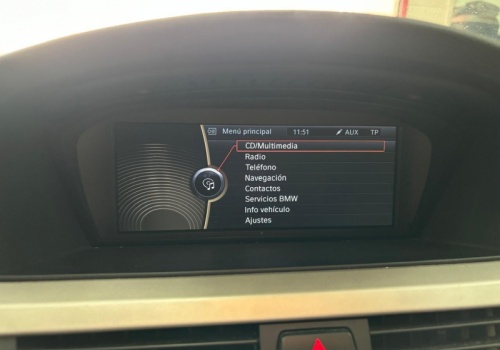 Menú principal 11:51 AUX TP
CD/Multimedia
Radio
Teléfono
Navegación
Contactos
Servicios BMW
Info vehículo
Ajustes